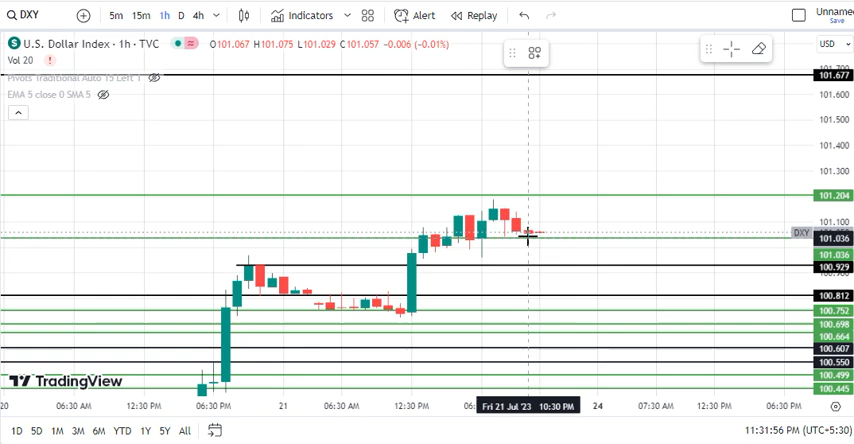 DXY 5m 15m 1h D 4h Indicators Alert Replay Unname
Save
S U.S. Dollar Index · 1h · TVC O101.067 H101.075 L101.029 C101.057 −0.006 (−0.01%) USD
Vol 20 !
Pivots Traditional Auto 15 Left 1
EMA 5 close 0 SMA 5
101.700
101.677
101.600
101.500
101.400
101.300
101.204
101.100
DXY
101.036
101.036
100.929
100.812
100.752
100.698
100.664
100.607
100.550
100.499
100.445
TradingView
20 06:30 AM 12:30 PM 06:30 PM 21 06:30 AM 12:30 PM 06: Fri 21 Jul '23 10:30 PM 24 07:30 AM 12:30 PM 06:30 PM
1D 5D 1M 3M 6M YTD 1Y 5Y All 11:31:56 PM (UTC+5:30)